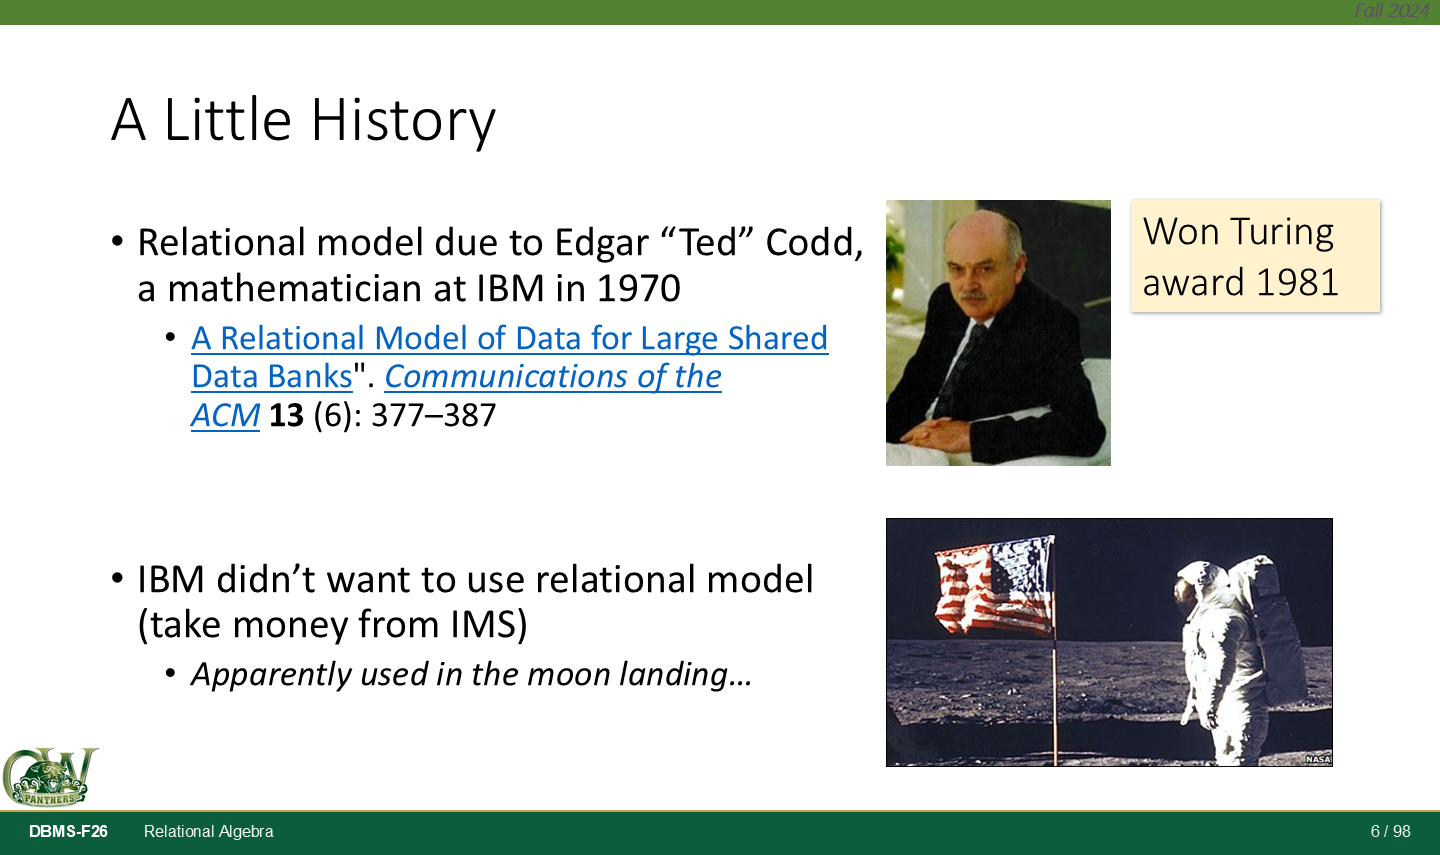 Fall 2024
A Little History
• Relational model due to Edgar “Ted” Codd,
a mathematician at IBM in 1970
• A Relational Model of Data for Large Shared
Data Banks". Communications of the
ACM 13 (6): 377–387
Won Turing
award 1981
• IBM didn’t want to use relational model
(take money from IMS)
• Apparently used in the moon landing…
NASA
OW
PANTHERS
DBMS-F26 Relational Algebra 6 / 98